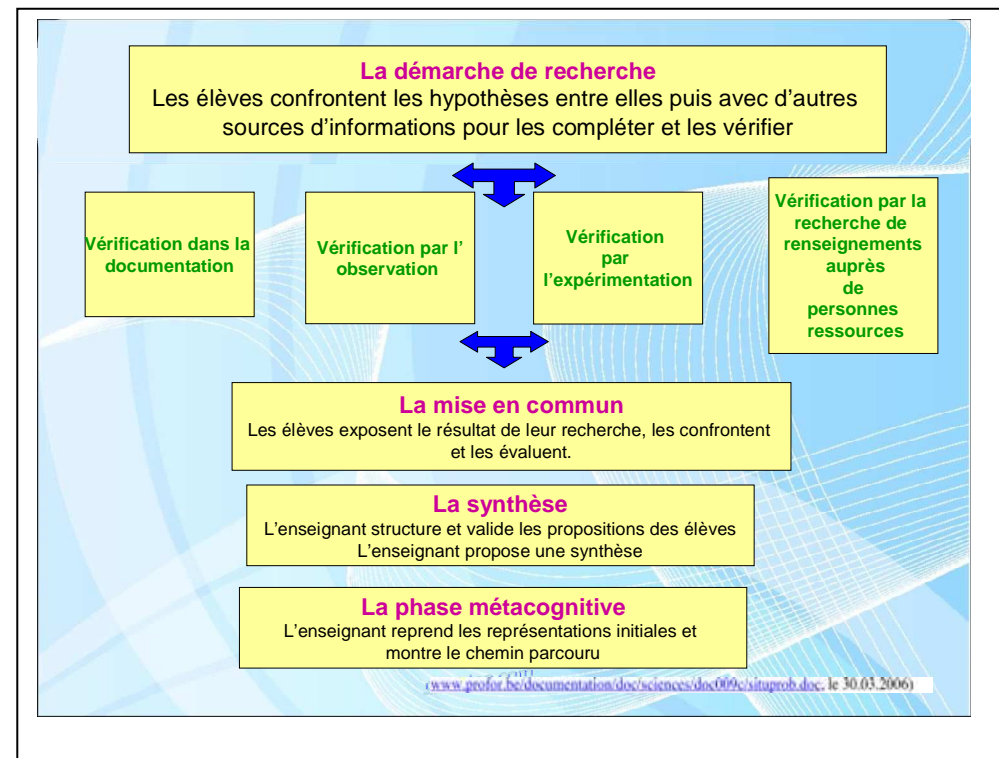 La démarche de recherche
Les élèves confrontent les hypothèses entre elles puis avec d'autres
sources d'informations pour les compléter et les vérifier
Vérification dans la
documentation
Vérification par l'
observation
Vérification
par
l'expérimentation
Vérification par la
recherche de
renseignements
auprès
de
personnes
ressources
La mise en commun
Les élèves exposent le résultat de leur recherche, les confrontent
et les évaluent.
La synthèse
L'enseignant structure et valide les propositions des élèves
L'enseignant propose une synthèse
La phase métacognitive
L'enseignant reprend les représentations initiales et
montre le chemin parcouru
(www.profor.be/documentation/doc/sciences/doc009c/situprob.doc, le 30.03.2006)